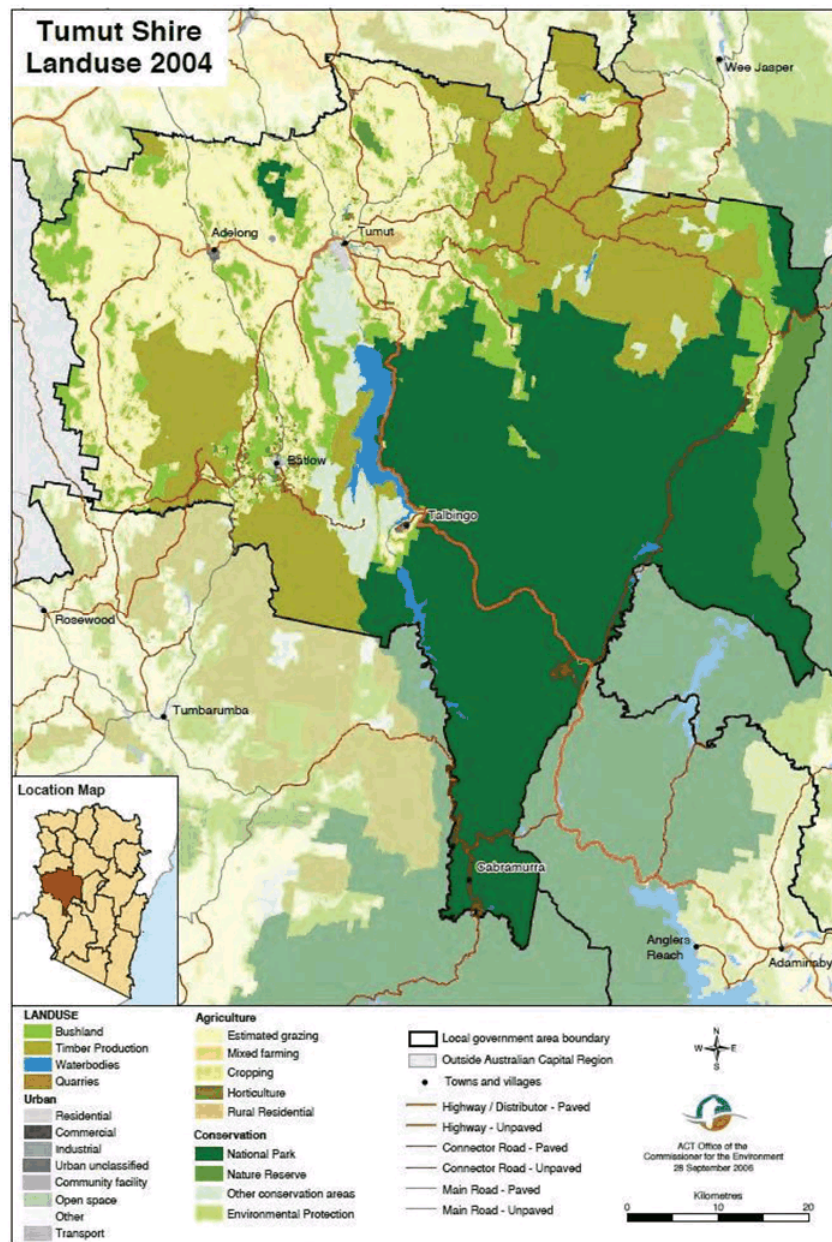 Tumut Shire
Landuse 2004
Wee Jasper
Adelong
Tumut
Batlow
Talbingo
Rosewood
Tumbarumba
Location Map
Cabramurra
Anglers
Reach
Adaminaby
LANDUSE
Bushland
Timber Production
Waterbodies
Quarries
Urban
Residential
Commercial
Industrial
Urban unclassified
Community facility
Open space
Other
Transport
Agriculture
Estimated grazing
Mixed farming
Cropping
Horticulture
Rural Residential
Conservation
National Park
Nature Reserve
Other conservation areas
Environmental Protection
Local government area boundary
Outside Australian Capital Region
Towns and villages
Highway / Distributor - Paved
Highway - Unpaved
Connector Road - Paved
Connector Road - Unpaved
Main Road - Paved
Main Road - Unpaved
N
W E
S
ACT Office of the
Commissioner for the Environment
28 September 2006
Kilometres
0 10 20